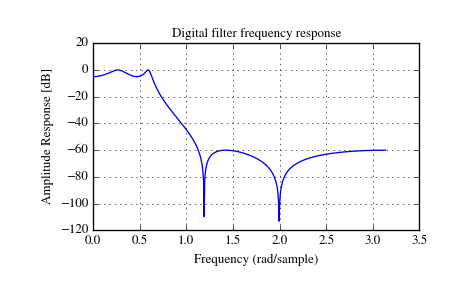 Digital filter frequency response
Amplitude Response [dB]
20
0
−20
−40
−60
−80
−100
−120
0.0 0.5 1.0 1.5 2.0 2.5 3.0 3.5
Frequency (rad/sample)